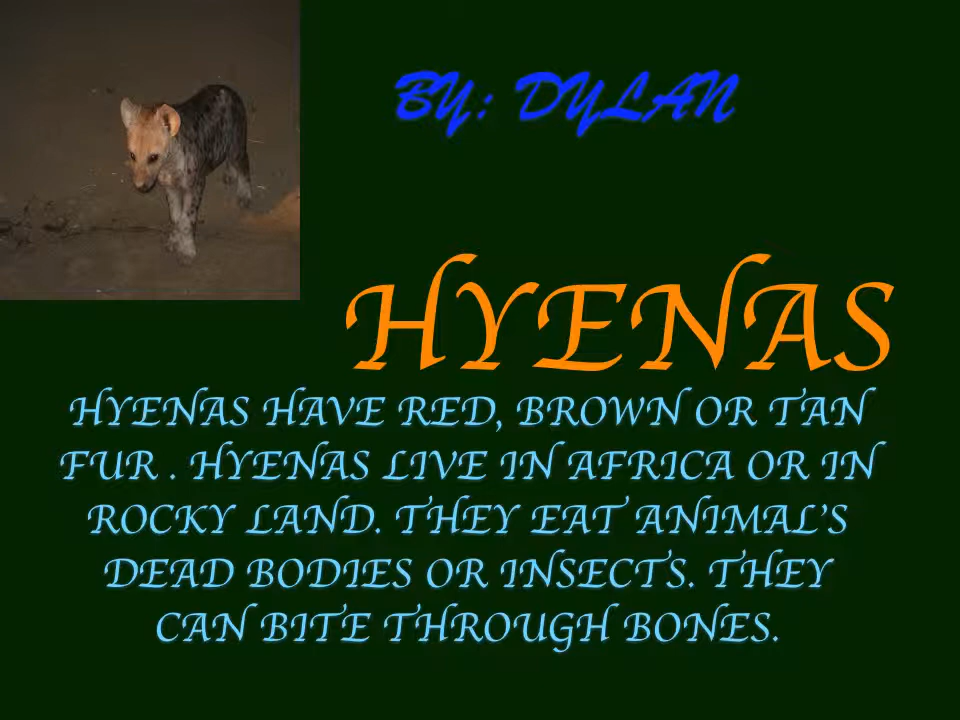 BY: DYLAN
HYENAS
HYENAS HAVE RED, BROWN OR TAN
FUR . HYENAS LIVE IN AFRICA OR IN
ROCKY LAND. THEY EAT ANIMAL'S
DEAD BODIES OR INSECTS. THEY
CAN BITE THROUGH BONES.